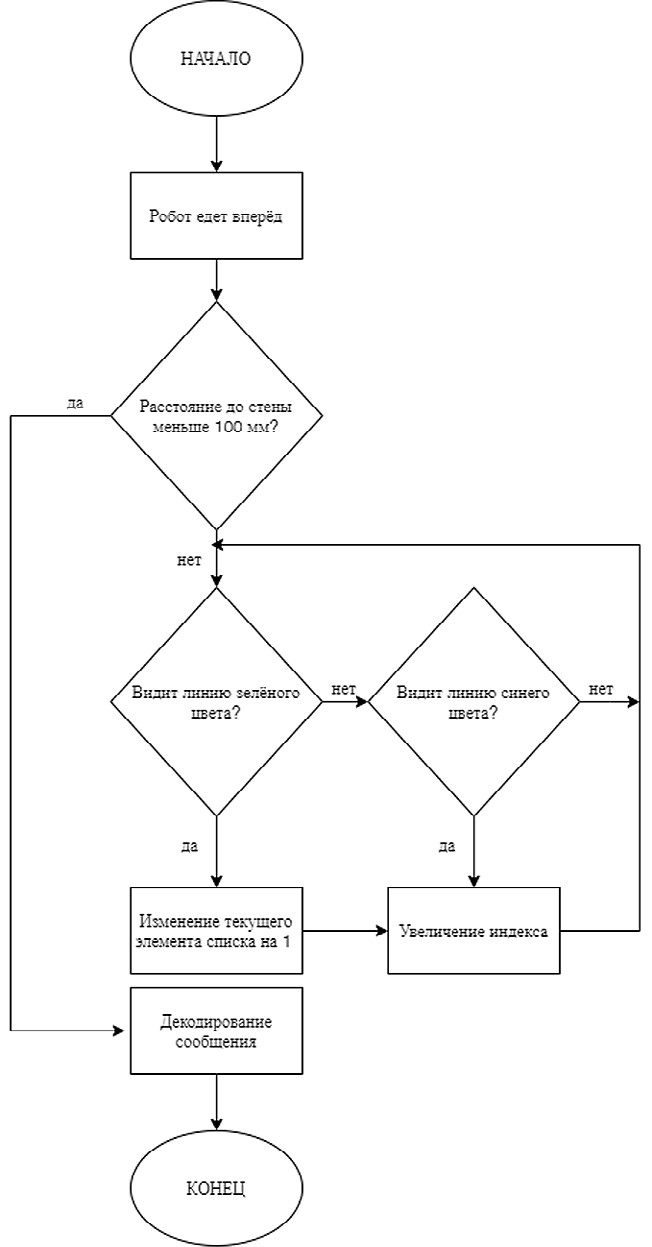 НАЧАЛО
Робот едет вперёд
да
Расстояние до стены
меньше 100 мм?
нет
Видит линию зелёного
цвета?
нет
Видит линию синего
цвета?
нет
да
да
Изменение текущего
элемента списка на 1
Увеличение индекса
Декодирование
сообщения
КОНЕЦ